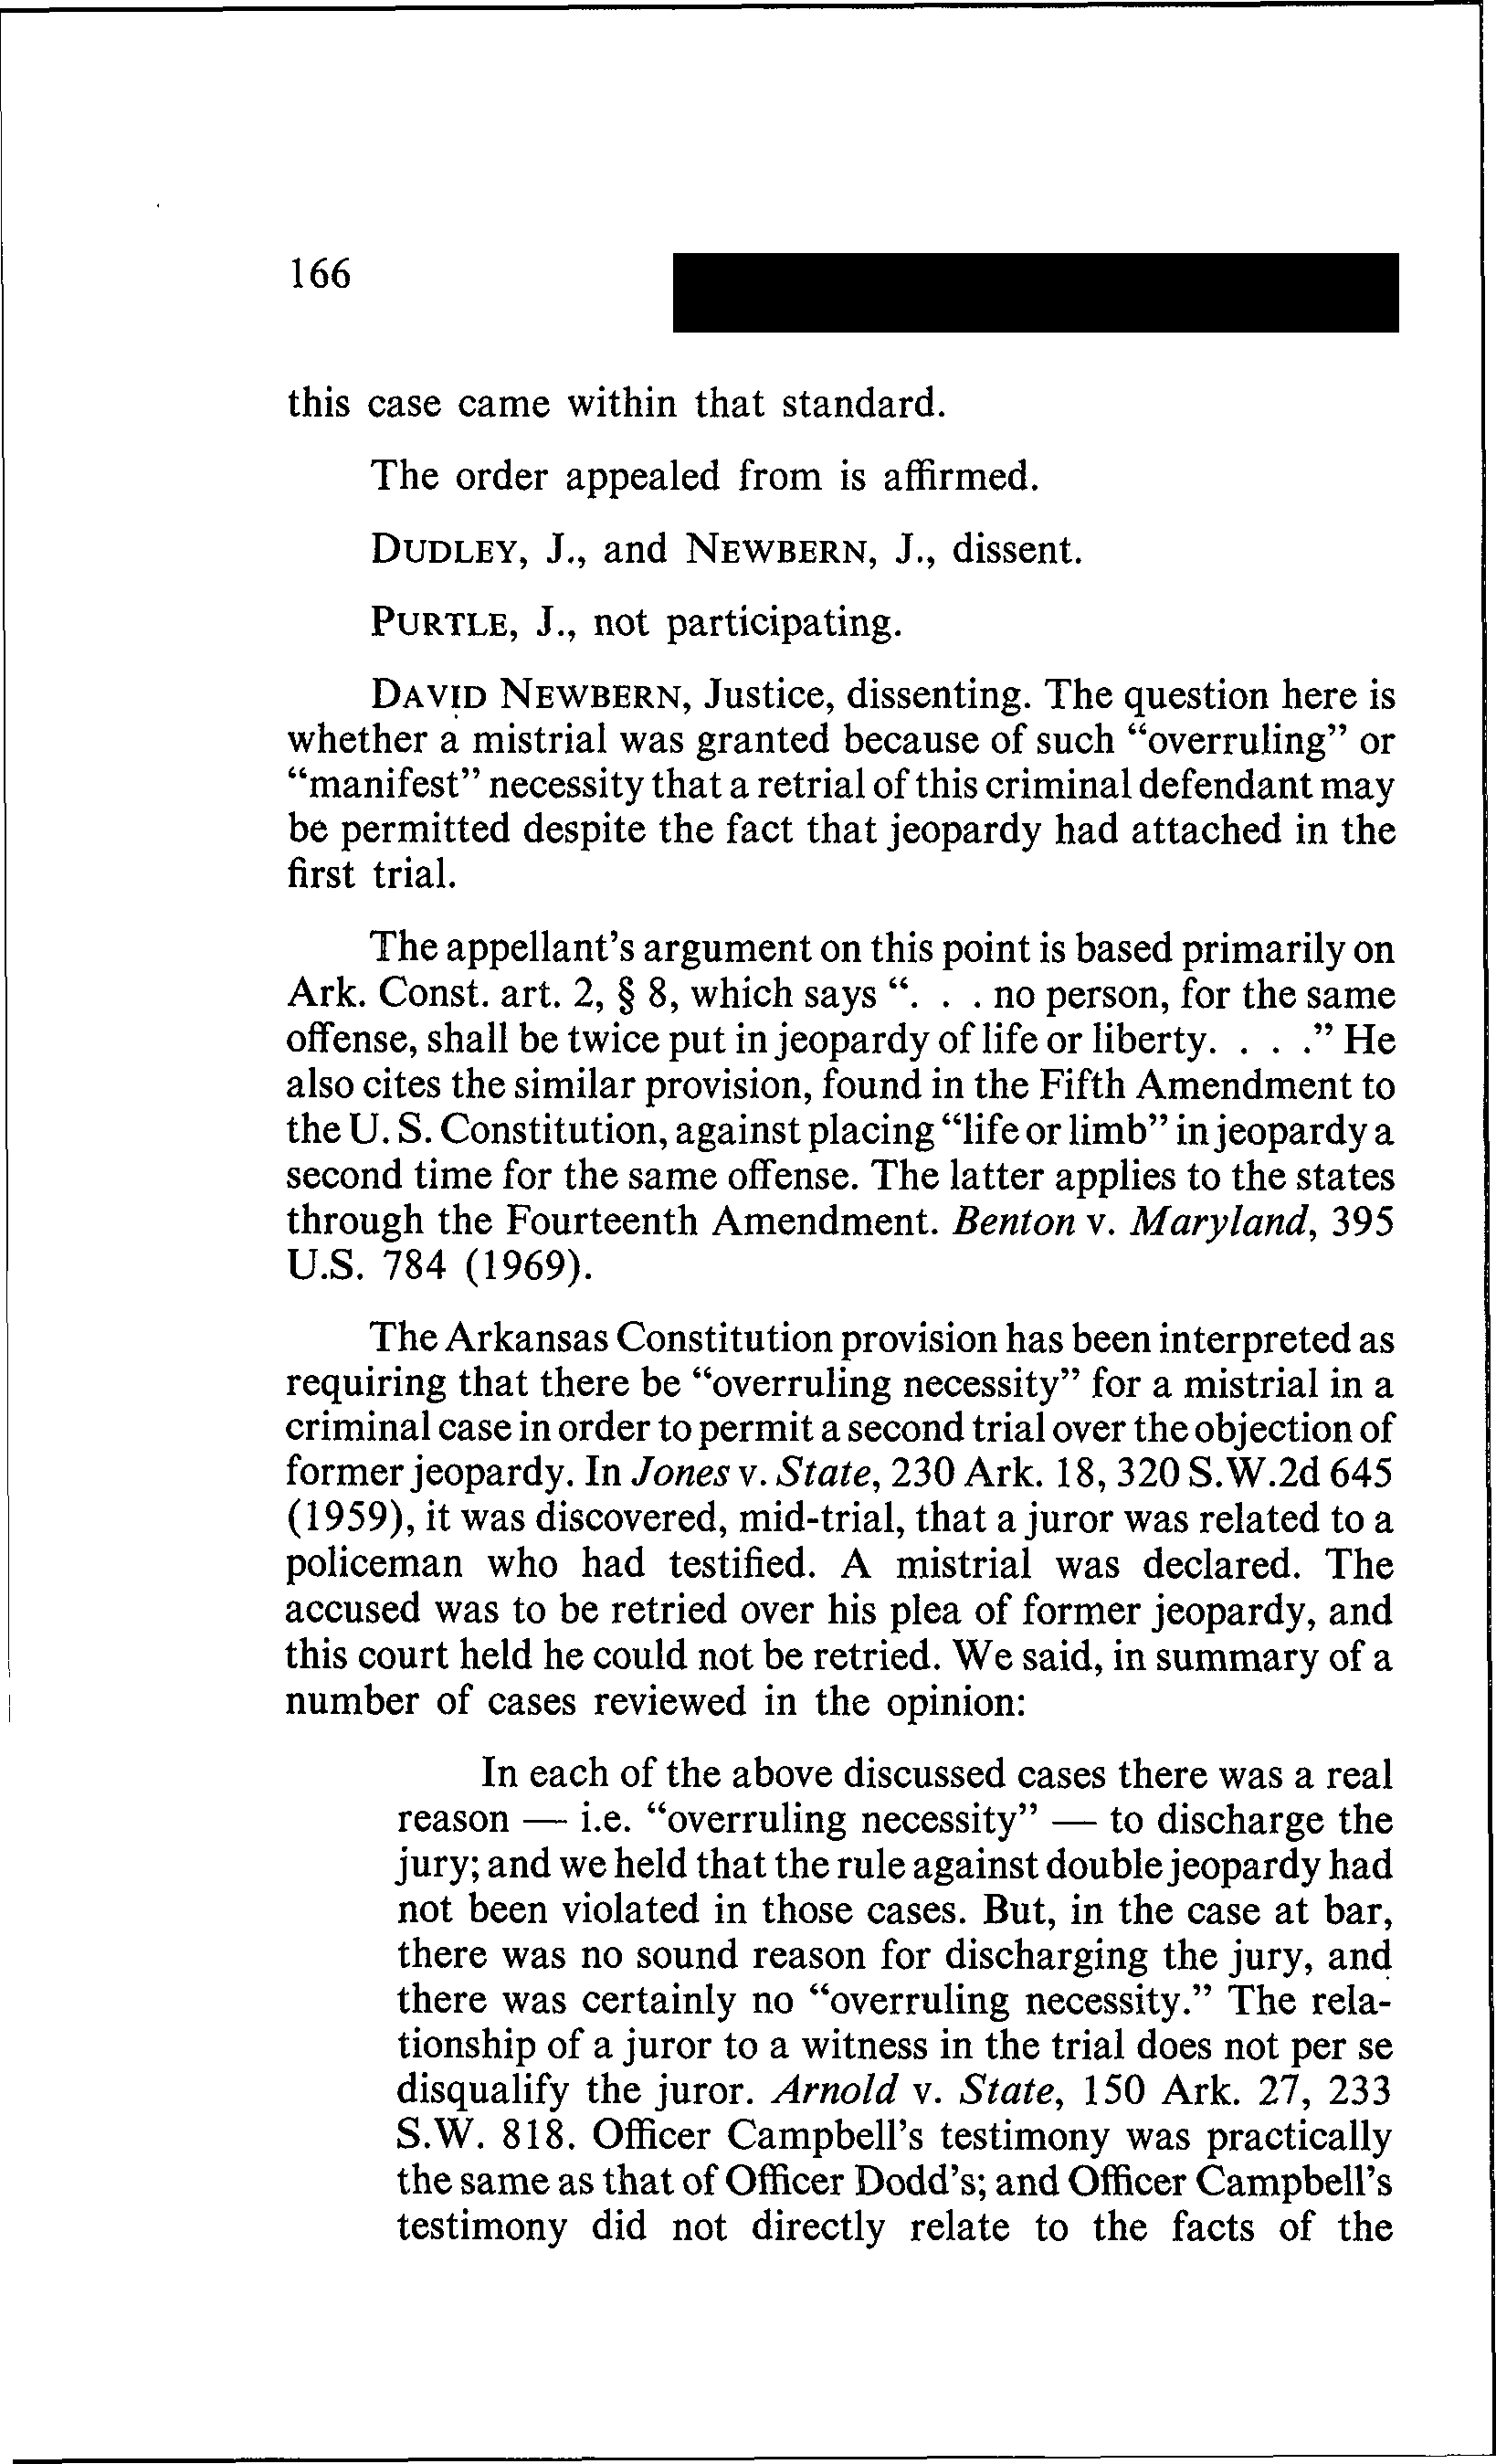 166
this case came within that standard.
The order appealed from is affirmed.
DUDLEY, J., and NEWBERN, J., dissent.
PURTLE, J., not participating.
DAVID NEWBERN, Justice, dissenting. The question here is
whether a mistrial was granted because of such “overruling” or
“manifest” necessity that a retrial of this criminal defendant may
be permitted despite the fact that jeopardy had attached in the
first trial.
The appellant’s argument on this point is based primarily on
Ark. Const. art. 2, § 8, which says “. . . no person, for the same
offense, shall be twice put in jeopardy of life or liberty. . . .” He
also cites the similar provision, found in the Fifth Amendment to
the U. S. Constitution, against placing “life or limb” in jeopardy a
second time for the same offense. The latter applies to the states
through the Fourteenth Amendment. Benton v. Maryland, 395
U.S. 784 (1969).
The Arkansas Constitution provision has been interpreted as
requiring that there be “overruling necessity” for a mistrial in a
criminal case in order to permit a second trial over the objection of
former jeopardy. In Jones v. State, 230 Ark. 18, 320 S.W.2d 645
(1959), it was discovered, mid-trial, that a juror was related to a
policeman who had testified. A mistrial was declared. The
accused was to be retried over his plea of former jeopardy, and
this court held he could not be retried. We said, in summary of a
number of cases reviewed in the opinion:
In each of the above discussed cases there was a real
reason — i.e. “overruling necessity” — to discharge the
jury; and we held that the rule against double jeopardy had
not been violated in those cases. But, in the case at bar,
there was no sound reason for discharging the jury, and
there was certainly no “overruling necessity.” The rela-
tionship of a juror to a witness in the trial does not per se
disqualify the juror. Arnold v. State, 150 Ark. 27, 233
S.W. 818. Officer Campbell’s testimony was practically
the same as that of Officer Dodd’s; and Officer Campbell’s
testimony did not directly relate to the facts of the